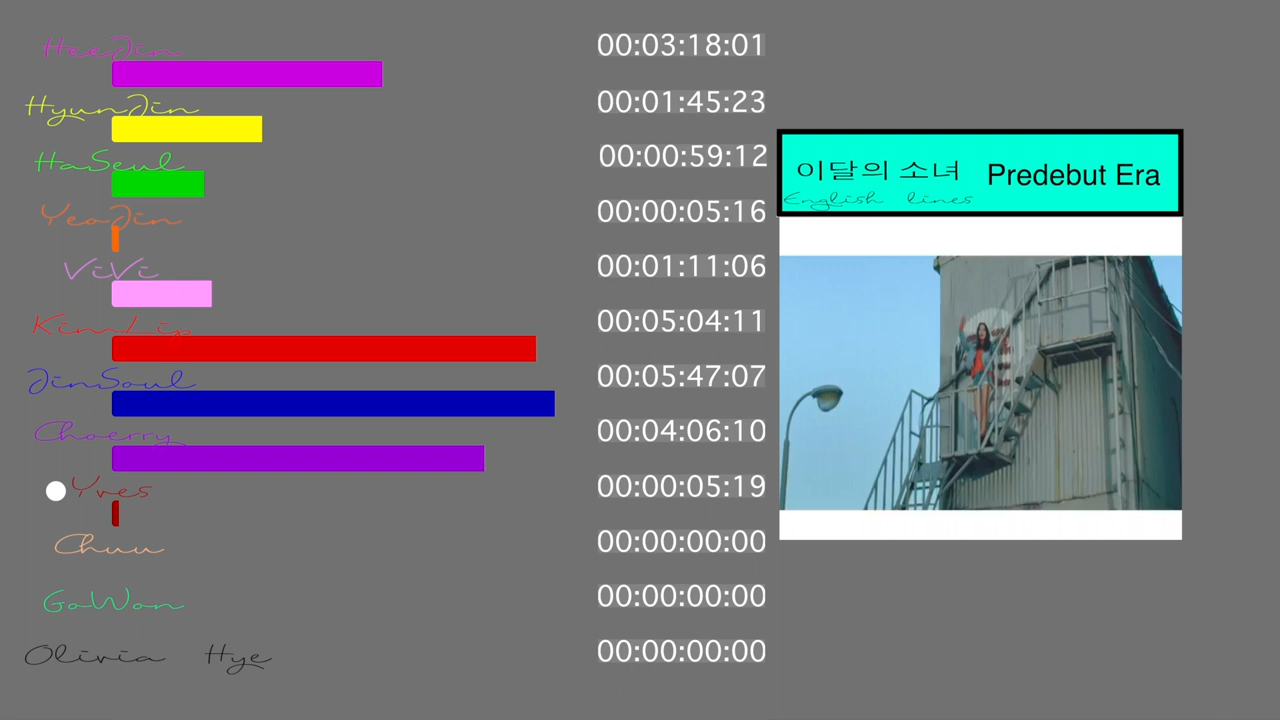 HeeJin 00:03:18:01
HyunJin 00:01:45:23
HaSeul 00:00:59:12
YeoJin 00:00:05:16
ViVi 00:01:11:06
KimLip 00:05:04:11
JinSoul 00:05:47:07
Choerry 00:04:06:10
Yves 00:00:05:19
Chuu 00:00:00:00
GoWon 00:00:00:00
Olivia Hye 00:00:00:00
이달의 소녀 Predebut Era
English lines